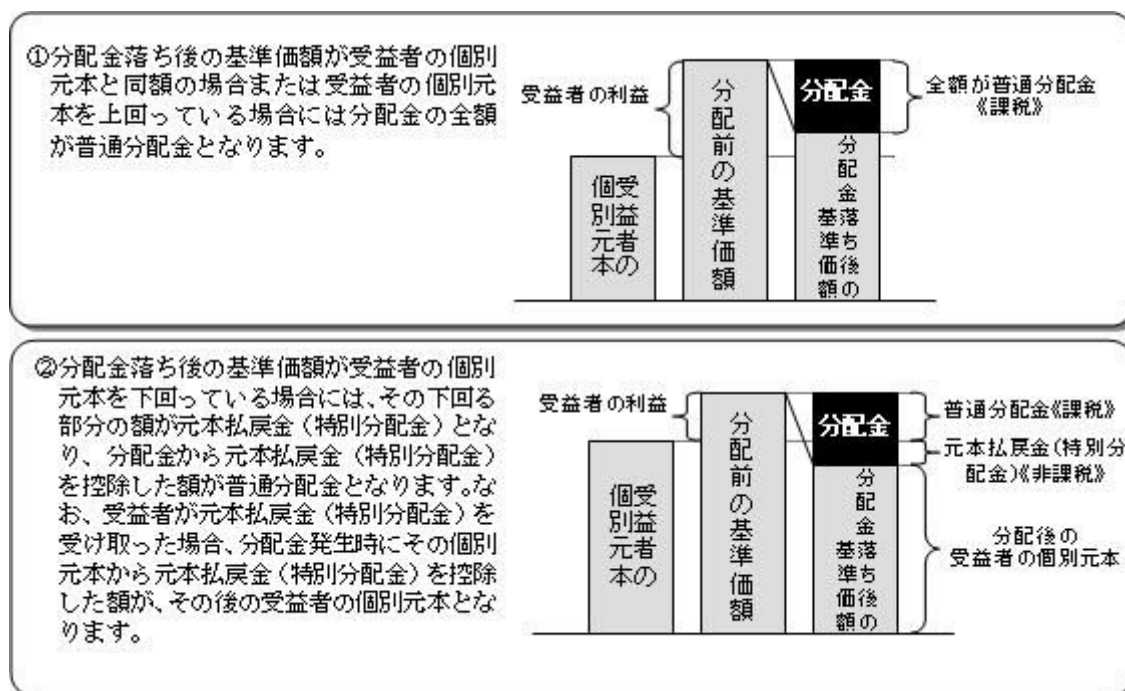 ①分配金落ち後の基準価額が受益者の個別
元本と同額の場合または受益者の個別元
本を上回っている場合には分配金の全額
が普通分配金となります。
受益者の利益
受益者の
個別元本
分配前の基準価額
分配金
分配金落ち後の
基準価額
全額が普通分配金
《課税》
②分配金落ち後の基準価額が受益者の個別
元本を下回っている場合には、その下回る
部分の額が元本払戻金（特別分配金）とな
り、分配金から元本払戻金（特別分配金）
を控除した額が普通分配金となります。な
お、受益者が元本払戻金（特別分配金）を
受け取った場合、分配金発生時にその個別
元本から元本払戻金（特別分配金）を控除
した額が、その後の受益者の個別元本とな
ります。
受益者の利益
受益者の
個別元本
分配前の基準価額
分配金
分配金落ち後の
基準価額
普通分配金《課税》
元本払戻金（特別分
配金）《非課税》
分配後の
受益者の個別元本